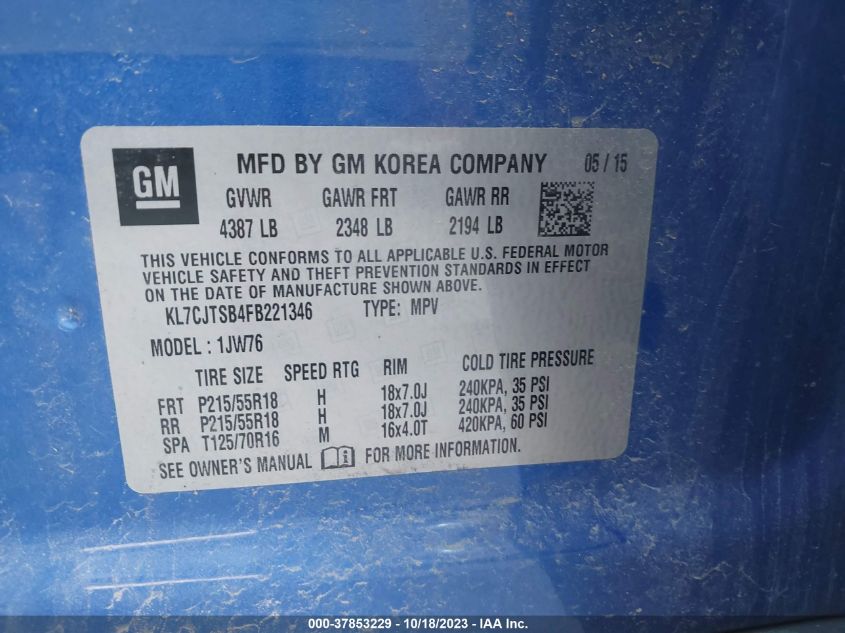 GM
MFD BY GM KOREA COMPANY 05 / 15
GVWR GAWR FRT GAWR RR
4387 LB 2348 LB 2194 LB
THIS VEHICLE CONFORMS TO ALL APPLICABLE U.S. FEDERAL MOTOR
VEHICLE SAFETY AND THEFT PREVENTION STANDARDS IN EFFECT
ON THE DATE OF MANUFACTURE SHOWN ABOVE.
KL7CJTSB4FB221346 TYPE: MPV
MODEL : 1JW76
TIRE SIZE SPEED RTG RIM COLD TIRE PRESSURE
FRT P215/55R18 H 18x7.0J 240KPA, 35 PSI
RR P215/55R18 H 18x7.0J 240KPA, 35 PSI
SPA T125/70R16 M 16x4.0T 420KPA, 60 PSI
SEE OWNER'S MANUAL FOR MORE INFORMATION.
000-37853229 - 10/18/2023 - IAA Inc.